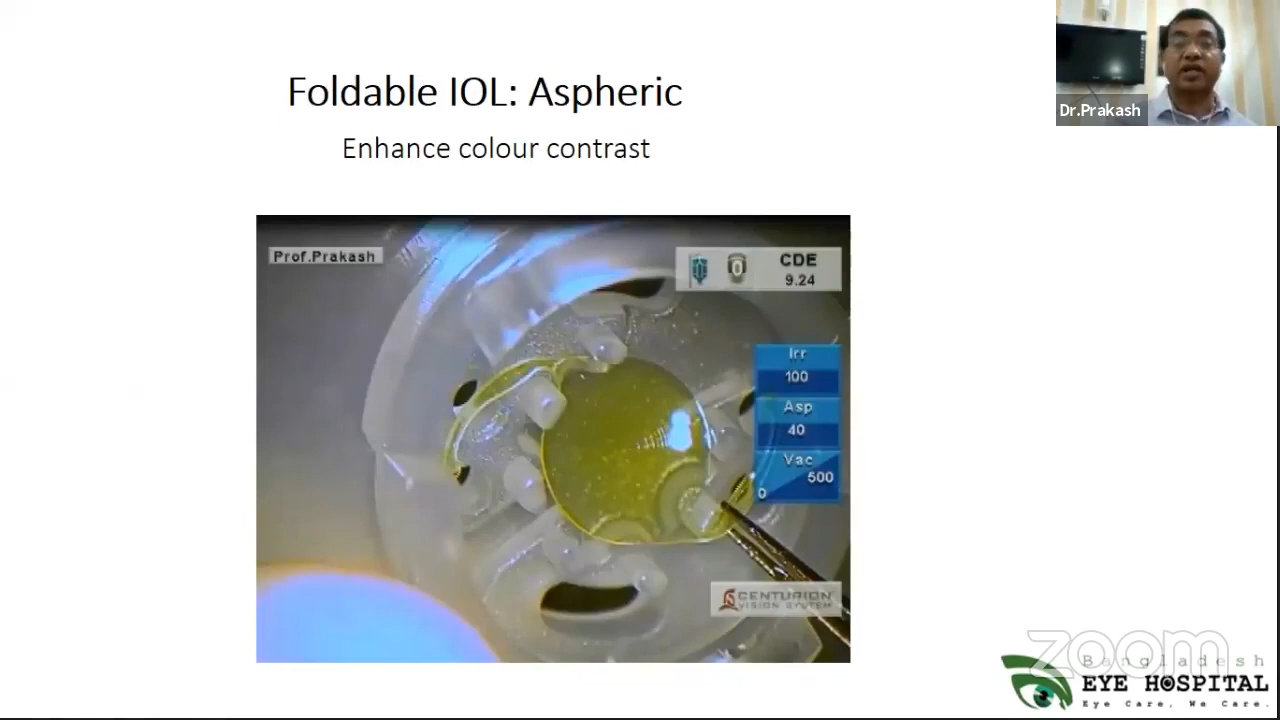 Foldable IOL: Aspheric
Enhance colour contrast
Dr.Prakash
Prof.Prakash
CDE
9.24
Irr
100
Asp
40
Vac
500
0
CENTURION
VISION SYSTEM
zoom
Bangladesh
EYE HOSPITAL
Eye Care, We Care.